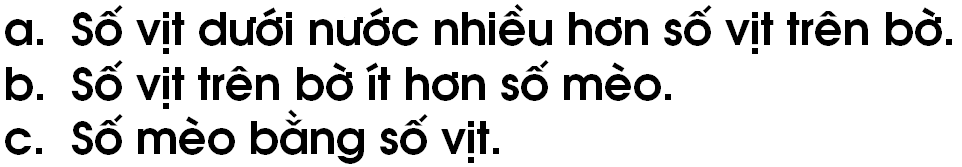 a. Số vịt dưới nước nhiều hơn số vịt trên bờ.
b. Số vịt trên bờ ít hơn số mèo.
c. Số mèo bằng số vịt.